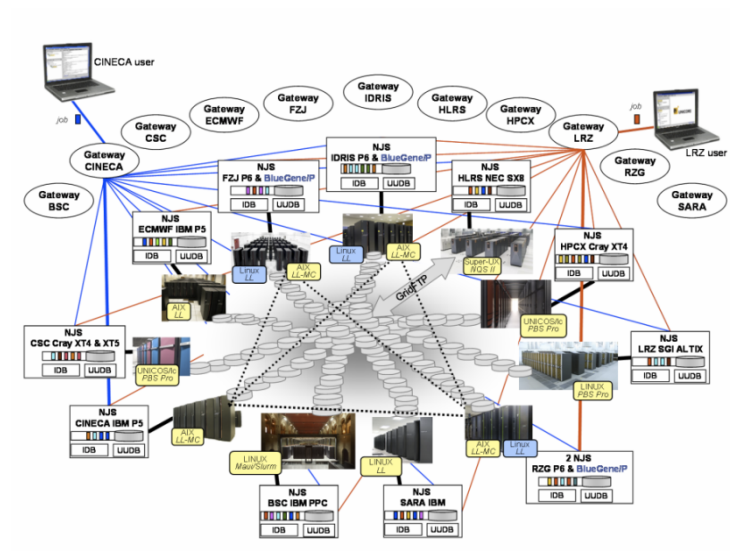 CINECA user
job
Gateway
CINECA
Gateway
CSC
Gateway
ECMWF
Gateway
FZJ
Gateway
IDRIS
Gateway
HLRS
Gateway
HPCX
Gateway
LRZ
job
LRZ user
Gateway
RZG
Gateway
SARA
Gateway
BSC
NJS
IDRIS P6 & BlueGene/P
IDB
UUDB
NJS
FZJ P6 & BlueGene/P
IDB
UUDB
NJS
HLRS NEC SX8
IDB
UUDB
NJS
ECMWF IBM P5
IDB
UUDB
NJS
HPCX Cray XT4
IDB
UUDB
Linux
LL
AIX
LL-MC
Linux
LL
AIX
LL-MC
Super-UX
NQS II
GridFTP
AIX
LL
UNICOS/lc
PBS Pro
NJS
CSC Cray XT4 & XT5
IDB
UUDB
UNICOS/lc
PBS Pro
NJS
LRZ SGI ALTIX
IDB
UUDB
LINUX
PBS Pro
NJS
CINECA IBM P5
IDB
UUDB
AIX
LL-MC
LINUX
Maui/Slurm
LINUX
LL
AIX
LL-MC
Linux
LL
2 NJS
RZG P6 & BlueGene/P
IDB
UUDB
NJS
BSC IBM PPC
IDB
UUDB
NJS
SARA IBM
IDB
UUDB